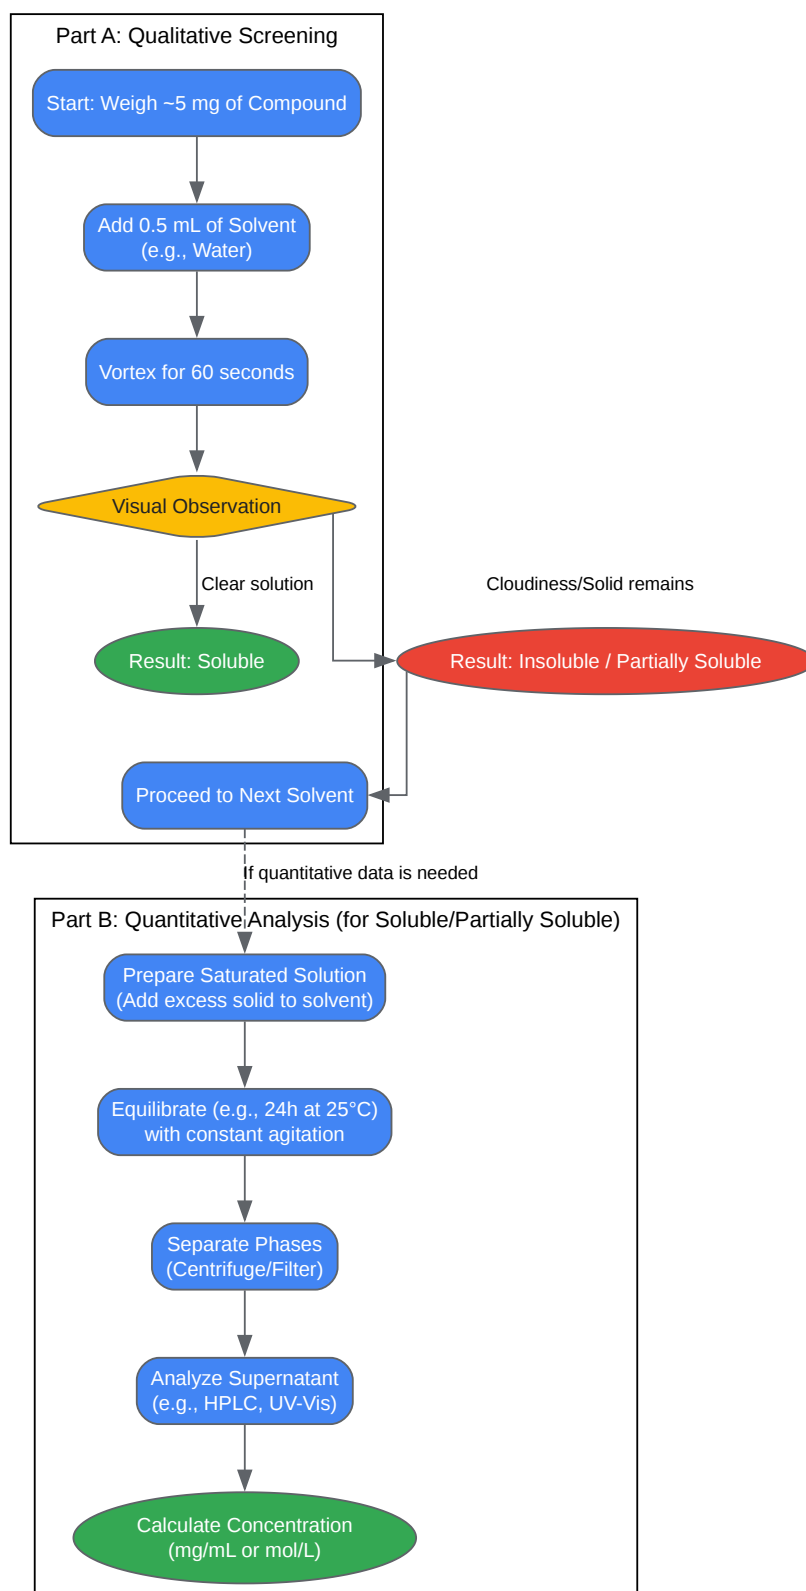 Part A: Qualitative Screening
Start: Weigh ~5 mg of Compound
Add 0.5 mL of Solvent
(e.g., Water)
Vortex for 60 seconds
Visual Observation
Clear solution
Cloudiness/Solid remains
Result: Soluble
Result: Insoluble / Partially Soluble
Proceed to Next Solvent
If quantitative data is needed
Part B: Quantitative Analysis (for Soluble/Partially Soluble)
Prepare Saturated Solution
(Add excess solid to solvent)
Equilibrate (e.g., 24h at 25°C)
with constant agitation
Separate Phases
(Centrifuge/Filter)
Analyze Supernatant
(e.g., HPLC, UV-Vis)
Calculate Concentration
(mg/mL or mol/L)